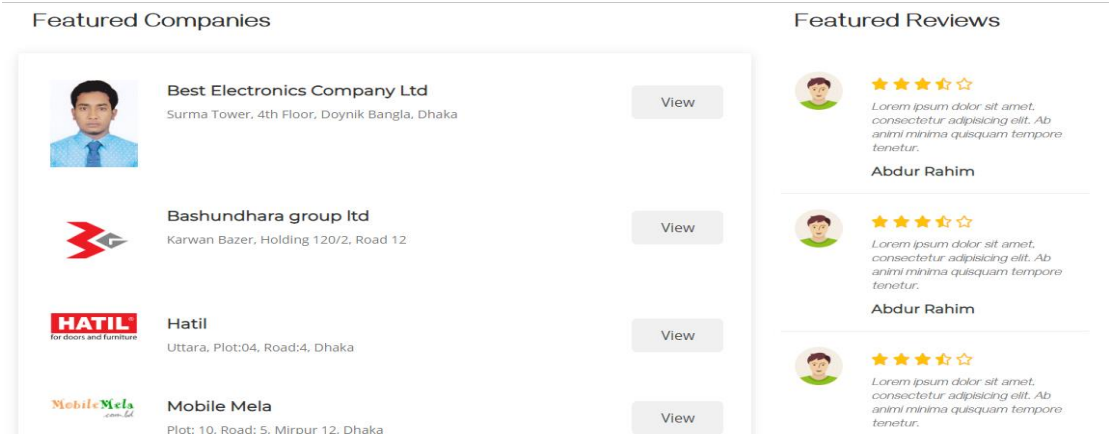 Featured Companies
Best Electronics Company Ltd
Surma Tower, 4th Floor, Doynik Bangla, Dhaka
View
Bashundhara group ltd
Karwan Bazer, Holding 120/2, Road 12
View
HATIL
for doors and furniture
Hatil
Uttara, Plot:04, Road:4, Dhaka
View
MobileMela
.com.bd
Mobile Mela
Plot: 10, Road: 5, Mirpur 12, Dhaka
View
Featured Reviews
Lorem ipsum dolor sit amet,
consectetur adipisicing elit. Ab
animi minima quisquam tempore
tenetur.
Abdur Rahim
Lorem ipsum dolor sit amet,
consectetur adipisicing elit. Ab
animi minima quisquam tempore
tenetur.
Abdur Rahim
Lorem ipsum dolor sit amet,
consectetur adipisicing elit. Ab
animi minima quisquam tempore
tenetur.